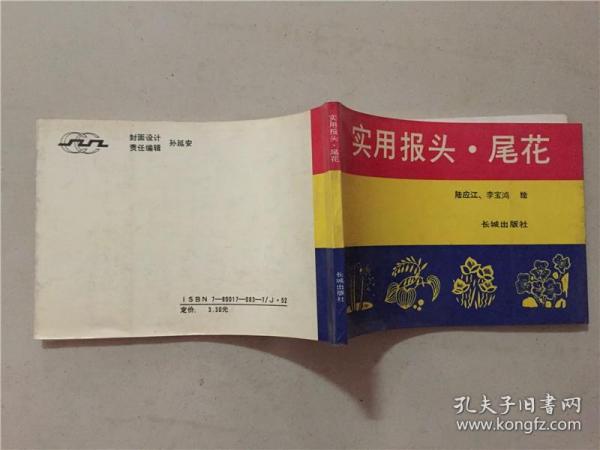 封面设计
责任编辑 孙孤安
ISBN 7—80017—083—1/J·52
定价: 3.50元
实用报头·尾花
长城出版社
实用报头·尾花
陆应江、李宝鸿 绘
长城出版社
孔夫子旧书网
www.kongfz.com